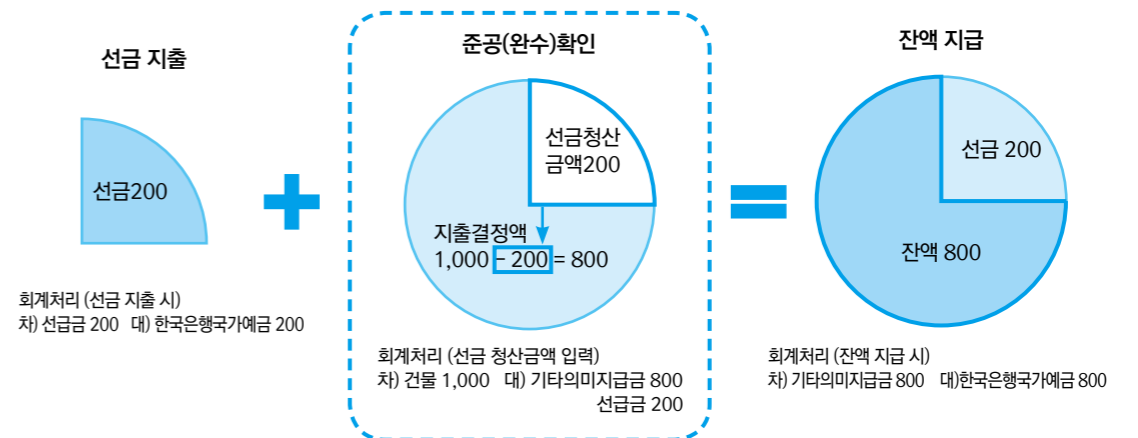 선금 지출
선금200
회계처리 (선금 지출 시)
차) 선급금 200 대) 한국은행국가예금 200
준공(완수)확인
선금청산
금액200
지출결정액
1,000 - 200 = 800
회계처리 (선금 청산금액 입력)
차) 건물 1,000 대) 기타의미지급금 800
선급금 200
잔액 지급
선금 200
잔액 800
회계처리 (잔액 지급 시)
차) 기타의미지급금 800 대)한국은행국가예금 800